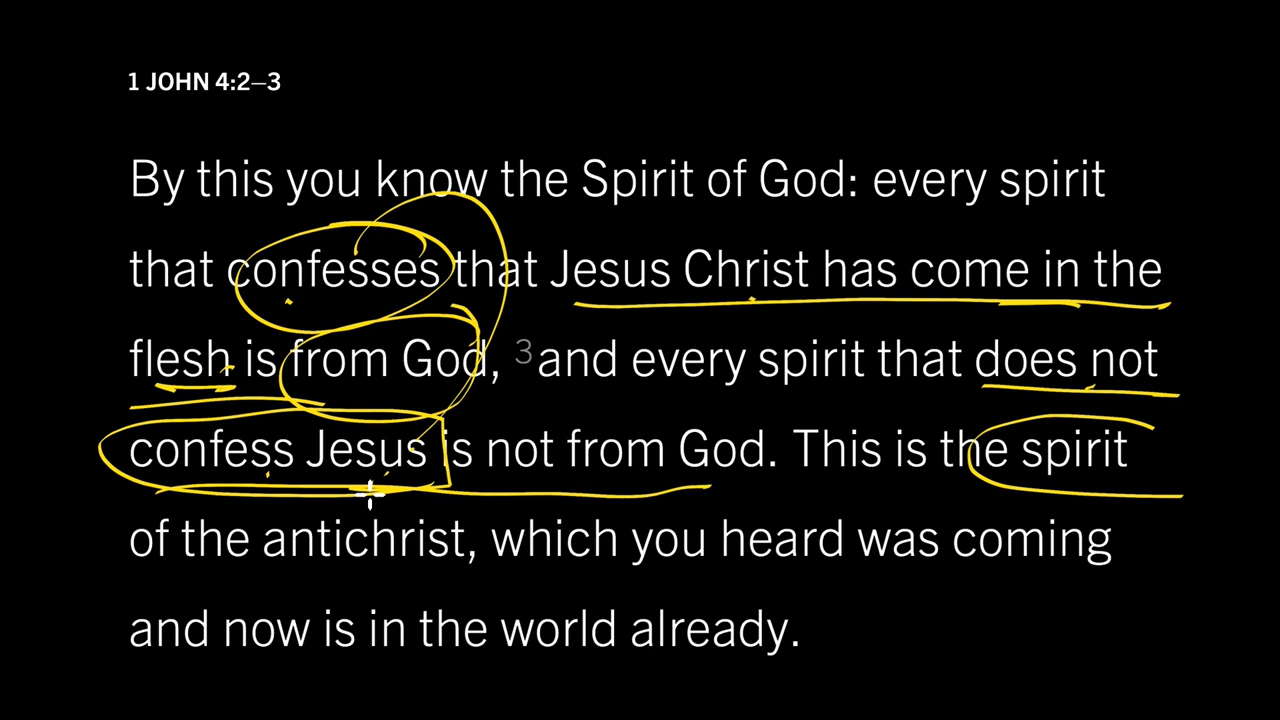 1 JOHN 4:2–3
By this you know the Spirit of God: every spirit
that confesses that Jesus Christ has come in the
flesh is from God, 3 and every spirit that does not
confess Jesus is not from God. This is the spirit
of the antichrist, which you heard was coming
and now is in the world already.